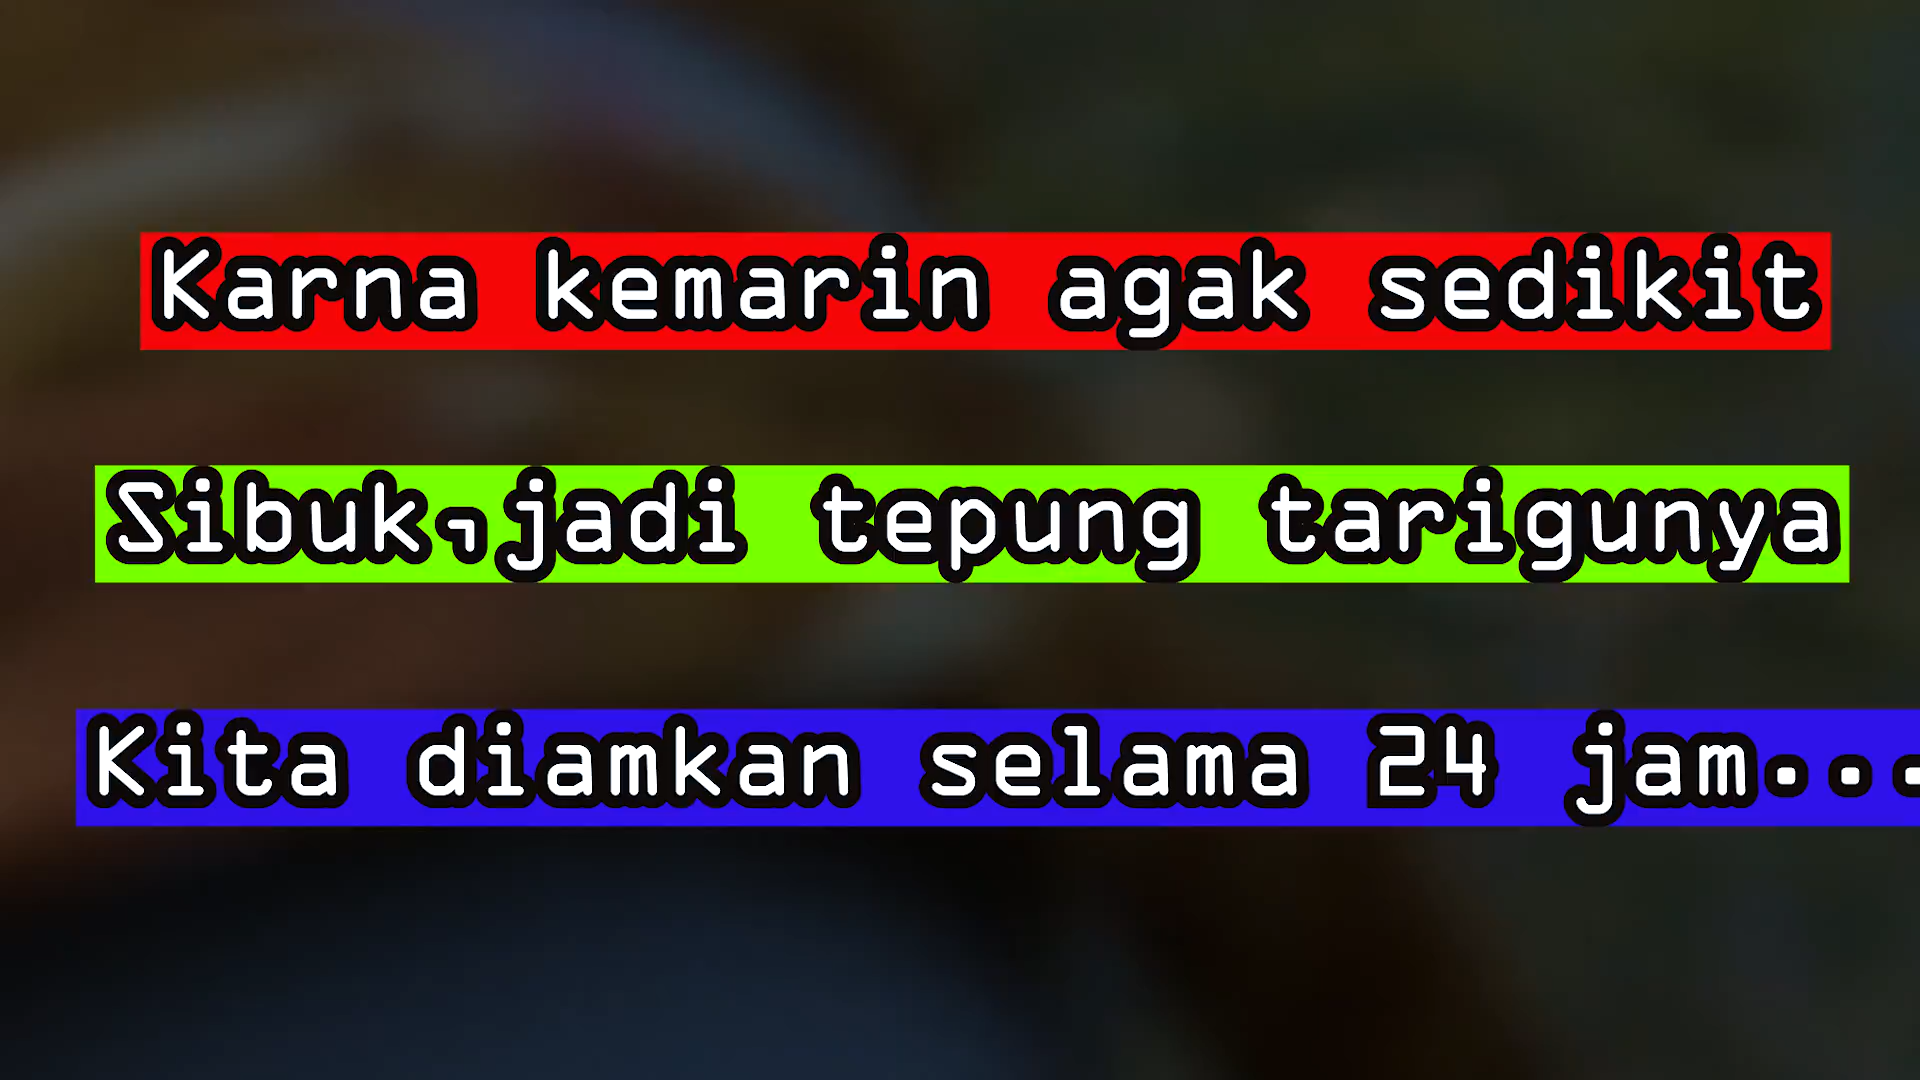 Karna kemarin agak sedikit
Sibuk,jadi tepung tarigunya
Kita diamkan selama 24 jam...